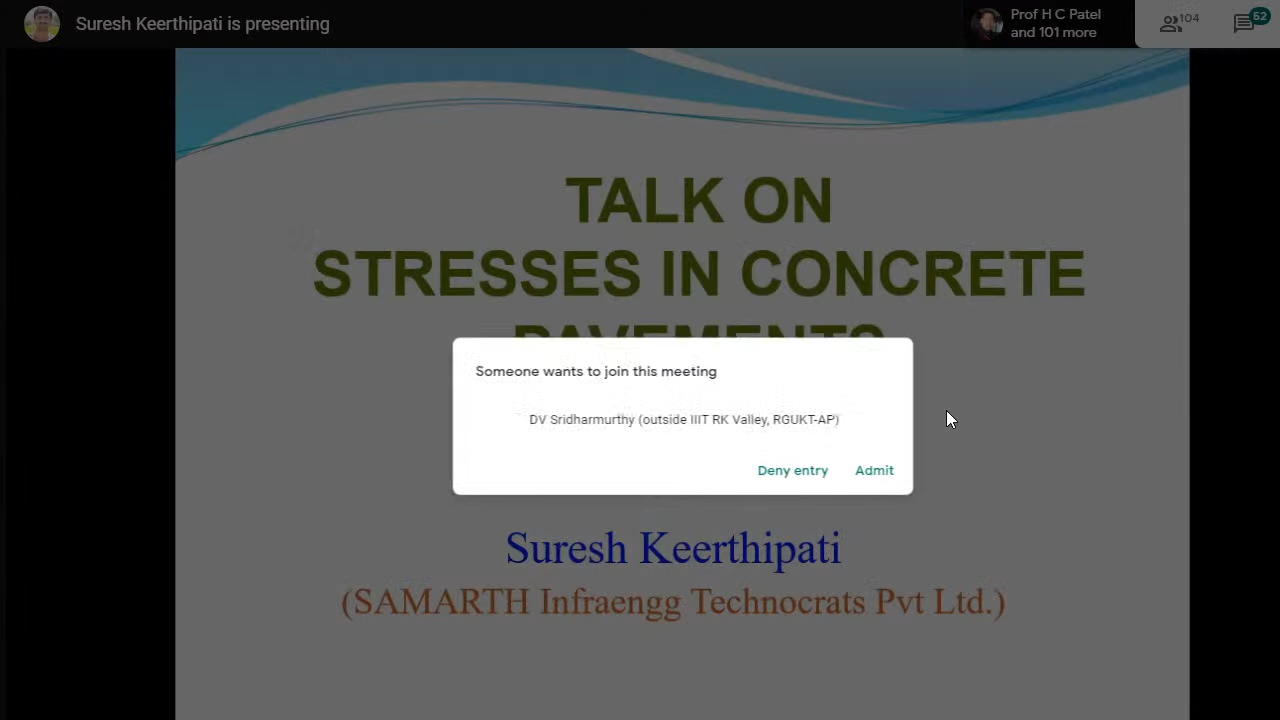 Suresh Keerthipati is presenting
Prof H C Patel
and 101 more
104
52
TALK ON
STRESSES IN CONCRETE
PAVEMENTS
Someone wants to join this meeting
DV Sridharmurthy (outside IIIT RK Valley, RGUKT-AP)
Deny entry Admit
Suresh Keerthipati
(SAMARTH Infraengg Technocrats Pvt Ltd.)